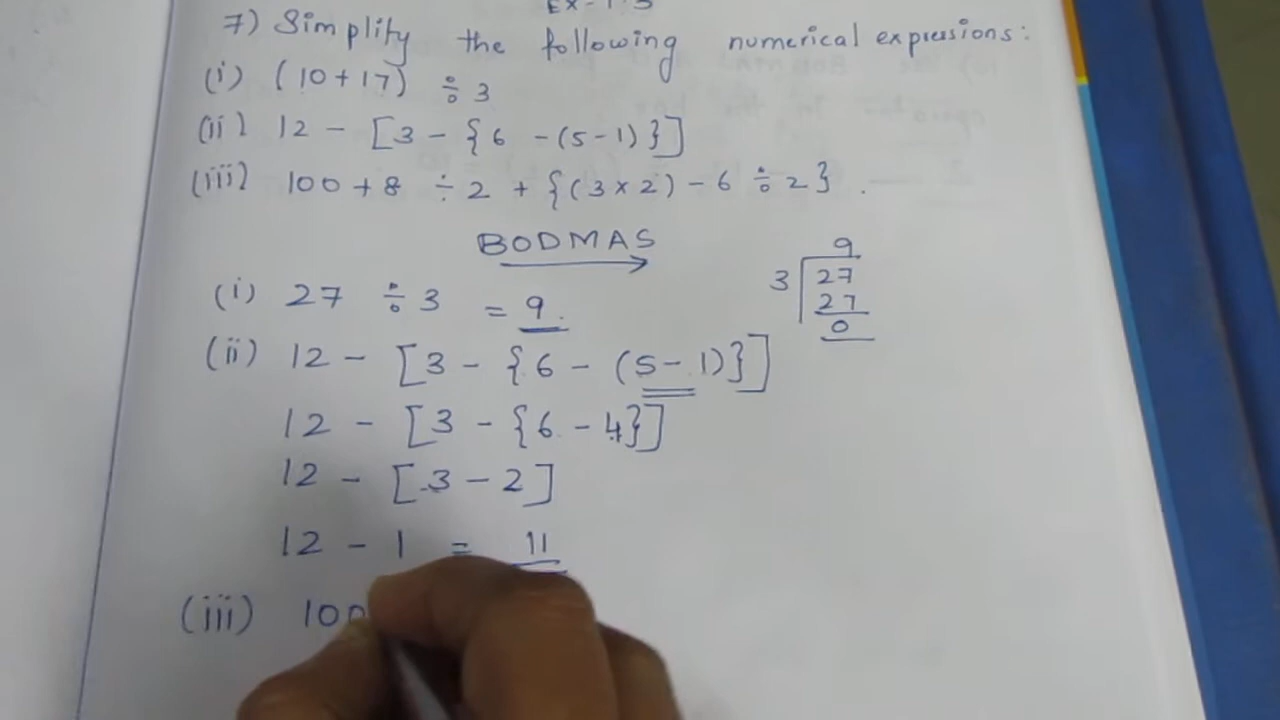 Ex-1.3
7) Simplify the following numerical expressions:
(i) (10+17) ÷ 3
(ii) 12 - [3 - {6 - (5-1)}]
(iii) 100 + 8 ÷ 2 + {(3 × 2) - 6 ÷ 2}.
BODMAS
(i) 27 ÷ 3 = 9.
9
3 27
27
0
(ii) 12 - [3 - {6 - (5-1)}]
12 - [3 - {6 - 4}]
12 - [3 - 2]
12 - 1 = 11
(iii) 100